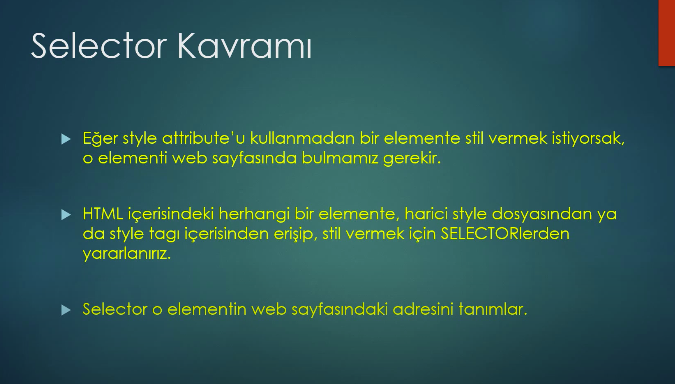 Selector Kavramı
Eğer style attribute'u kullanmadan bir elemente stil vermek istiyorsak,
o elementi web sayfasında bulmamız gerekir.
HTML içerisindeki herhangi bir elemente, harici style dosyasından ya
da style tagı içerisinden erişip, stil vermek için SELECTORlerden
yararlanırız.
Selector o elementin web sayfasındaki adresini tanımlar.